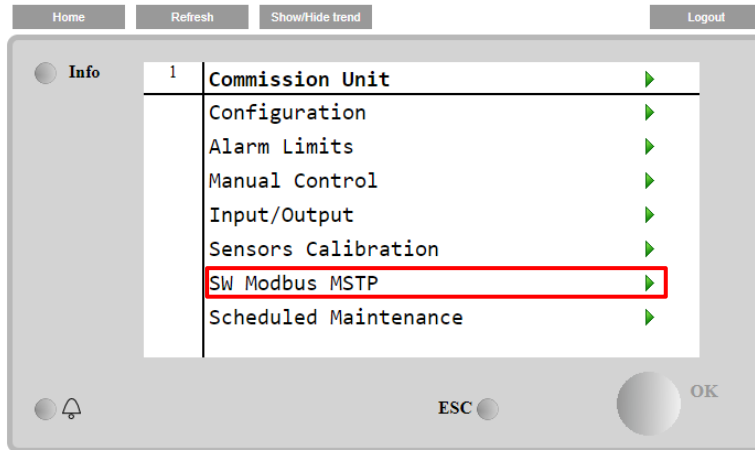 Home Refresh Show/Hide trend Logout
Info
1 Commission Unit
Configuration
Alarm Limits
Manual Control
Input/Output
Sensors Calibration
SW Modbus MSTP
Scheduled Maintenance
ESC OK